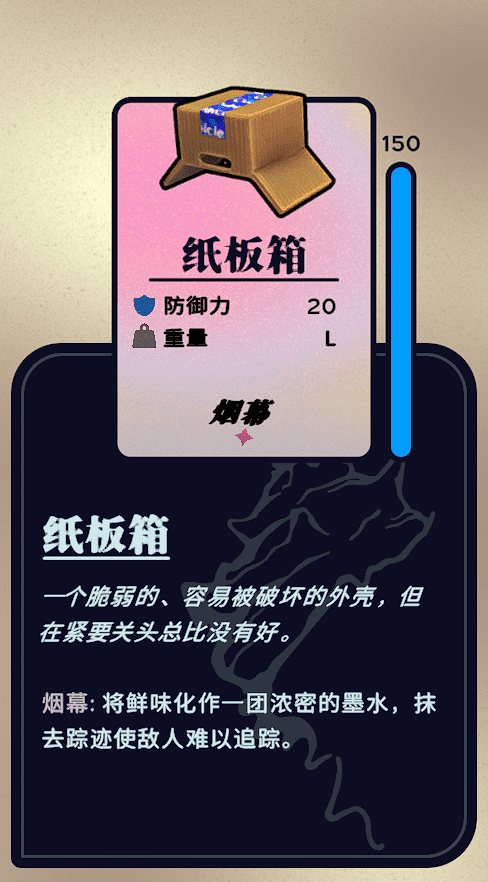 150
纸板箱
防御力 20
重量 L
烟幕
纸板箱
一个脆弱的、容易被破坏的外壳，但
在紧要关头总比没有好。
烟幕: 将鲜味化作一团浓密的墨水，抹
去踪迹使敌人难以追踪。